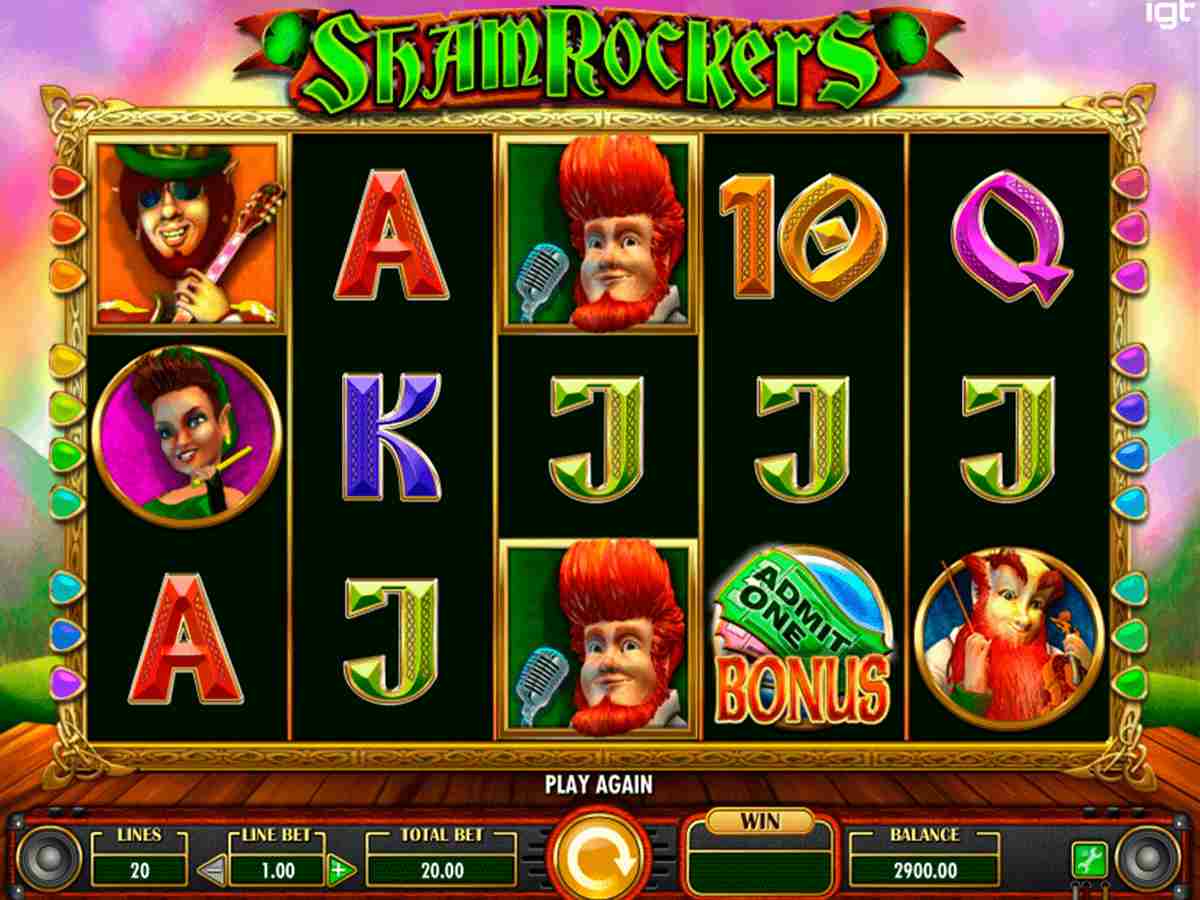 igt
ShamRockers
A
10
Q
K
J
J
J
A
J
ADMIT
ONE
BONUS
PLAY AGAIN
LINES
20
LINE BET
1.00
TOTAL BET
20.00
WIN
BALANCE
2900.00